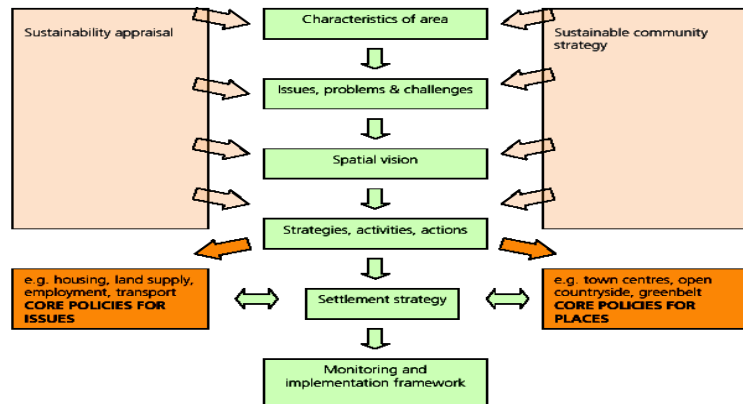 Characteristics of area
Sustainability appraisal
Sustainable community
strategy
Issues, problems & challenges
Spatial vision
Strategies, activities, actions
e.g. housing, land supply,
employment, transport
CORE POLICIES FOR
ISSUES
Settlement strategy
e.g. town centres, open
countryside, greenbelt
CORE POLICIES FOR
PLACES
Monitoring and
implementation framework